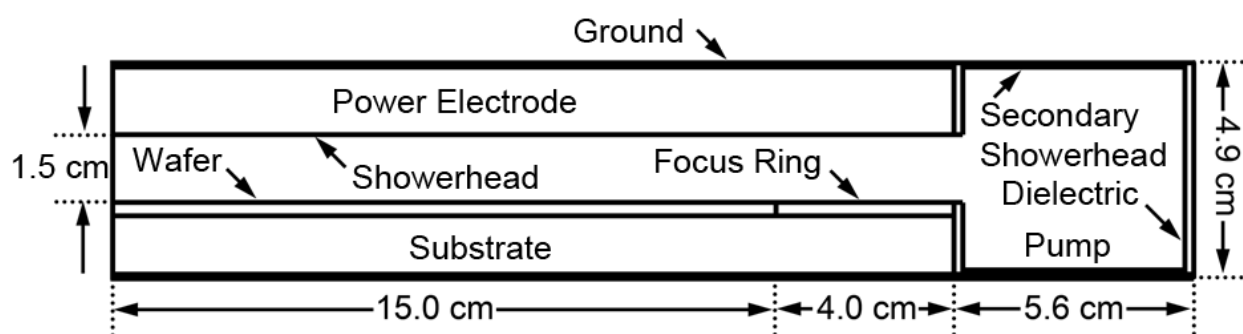 Ground
Power Electrode
Secondary
Showerhead
Dielectric
Pump
1.5 cm
Wafer
Showerhead
Focus Ring
Substrate
4.9 cm
15.0 cm
4.0 cm
5.6 cm